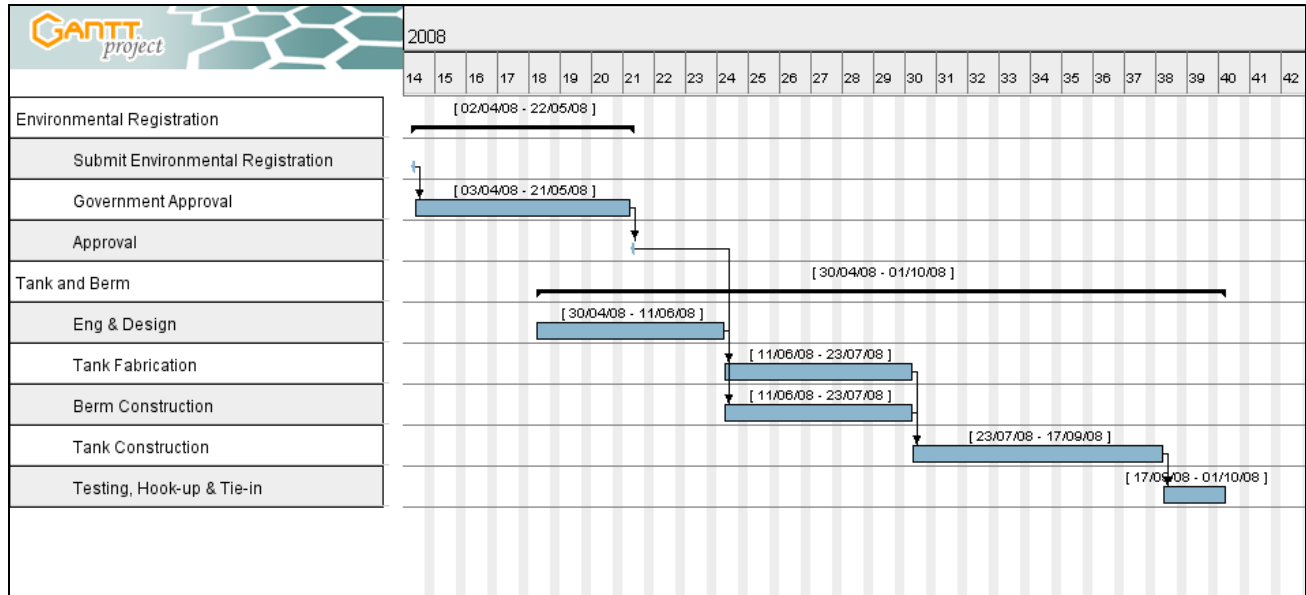 GANTT
project
2008
14 15 16 17 18 19 20 21 22 23 24 25 26 27 28 29 30 31 32 33 34 35 36 37 38 39 40 41 42
Environmental Registration
[ 02/04/08 - 22/05/08 ]
Submit Environmental Registration
Government Approval
[ 03/04/08 - 21/05/08 ]
Approval
Tank and Berm
[ 30/04/08 - 01/10/08 ]
Eng & Design
[ 30/04/08 - 11/06/08 ]
Tank Fabrication
[ 11/06/08 - 23/07/08 ]
Berm Construction
[ 11/06/08 - 23/07/08 ]
Tank Construction
[ 23/07/08 - 17/09/08 ]
Testing, Hook-up & Tie-in
[ 17/09/08 - 01/10/08 ]